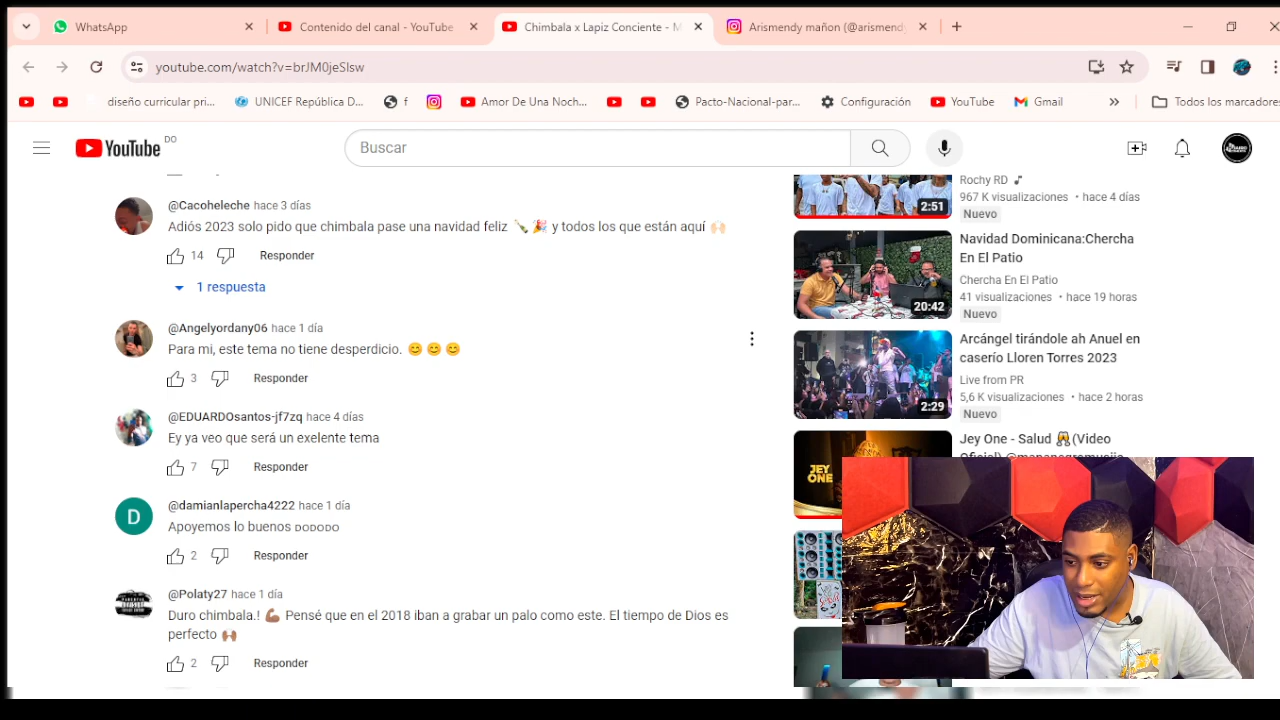 WhatsApp
Contenido del canal - YouTube
Chimbala x Lapiz Conciente - M
Arismendy mañon (@arismendy
youtube.com/watch?v=brJM0jeSIsw
diseño curricular pri...
UNICEF República D...
f
Amor De Una Noch...
Pacto-Nacional-par...
Configuración
YouTube
Gmail
Todos los marcadores
YouTube DO
Buscar
@Cacoheleche hace 3 días
Adiós 2023 solo pido que chimbala pase una navidad feliz 🍾 🎉 y todos los que están aquí 🙌🏻
14 Responder
1 respuesta
@Angelyordany06 hace 1 día
Para mi, este tema no tiene desperdicio. 😊 😊 😊
3 Responder
@EDUARDOsantos-jf7zq hace 4 días
Ey ya veo que será un exelente tema
7 Responder
@damianlapercha4222 hace 1 día
Apoyemos lo buenos ᴅᴏᴅᴏᴅᴏ
2 Responder
@Polaty27 hace 1 día
Duro chimbala.! 💪🏾 Pensé que en el 2018 iban a grabar un palo como este. El tiempo de Dios es
perfecto 🙌🏾
2 Responder
2:51
Rochy RD
967 K visualizaciones • hace 4 días
Nuevo
20:42
Navidad Dominicana:Chercha
En El Patio
Chercha En El Patio
41 visualizaciones • hace 19 horas
Nuevo
2:29
Arcángel tirándole ah Anuel en
caserío Lloren Torres 2023
Live from PR
5,6 K visualizaciones • hace 2 horas
Nuevo
JEY
ONE
Jey One - Salud 🥂(Video
D